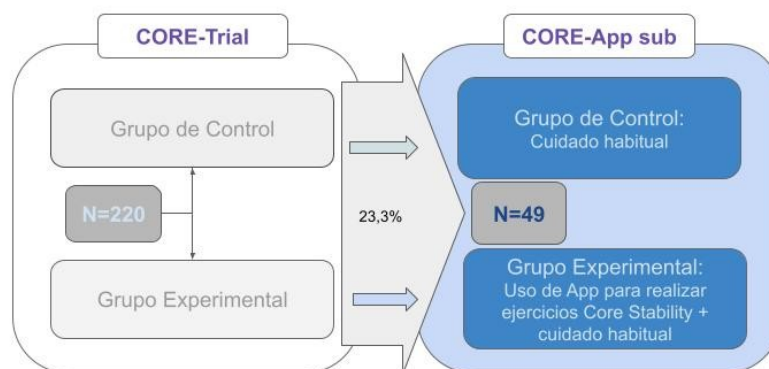 CORE-Trial
Grupo de Control
N=220
Grupo Experimental
23,3%
CORE-App sub
Grupo de Control:
Cuidado habitual
N=49
Grupo Experimental:
Uso de App para realizar
ejercicios Core Stability +
cuidado habitual